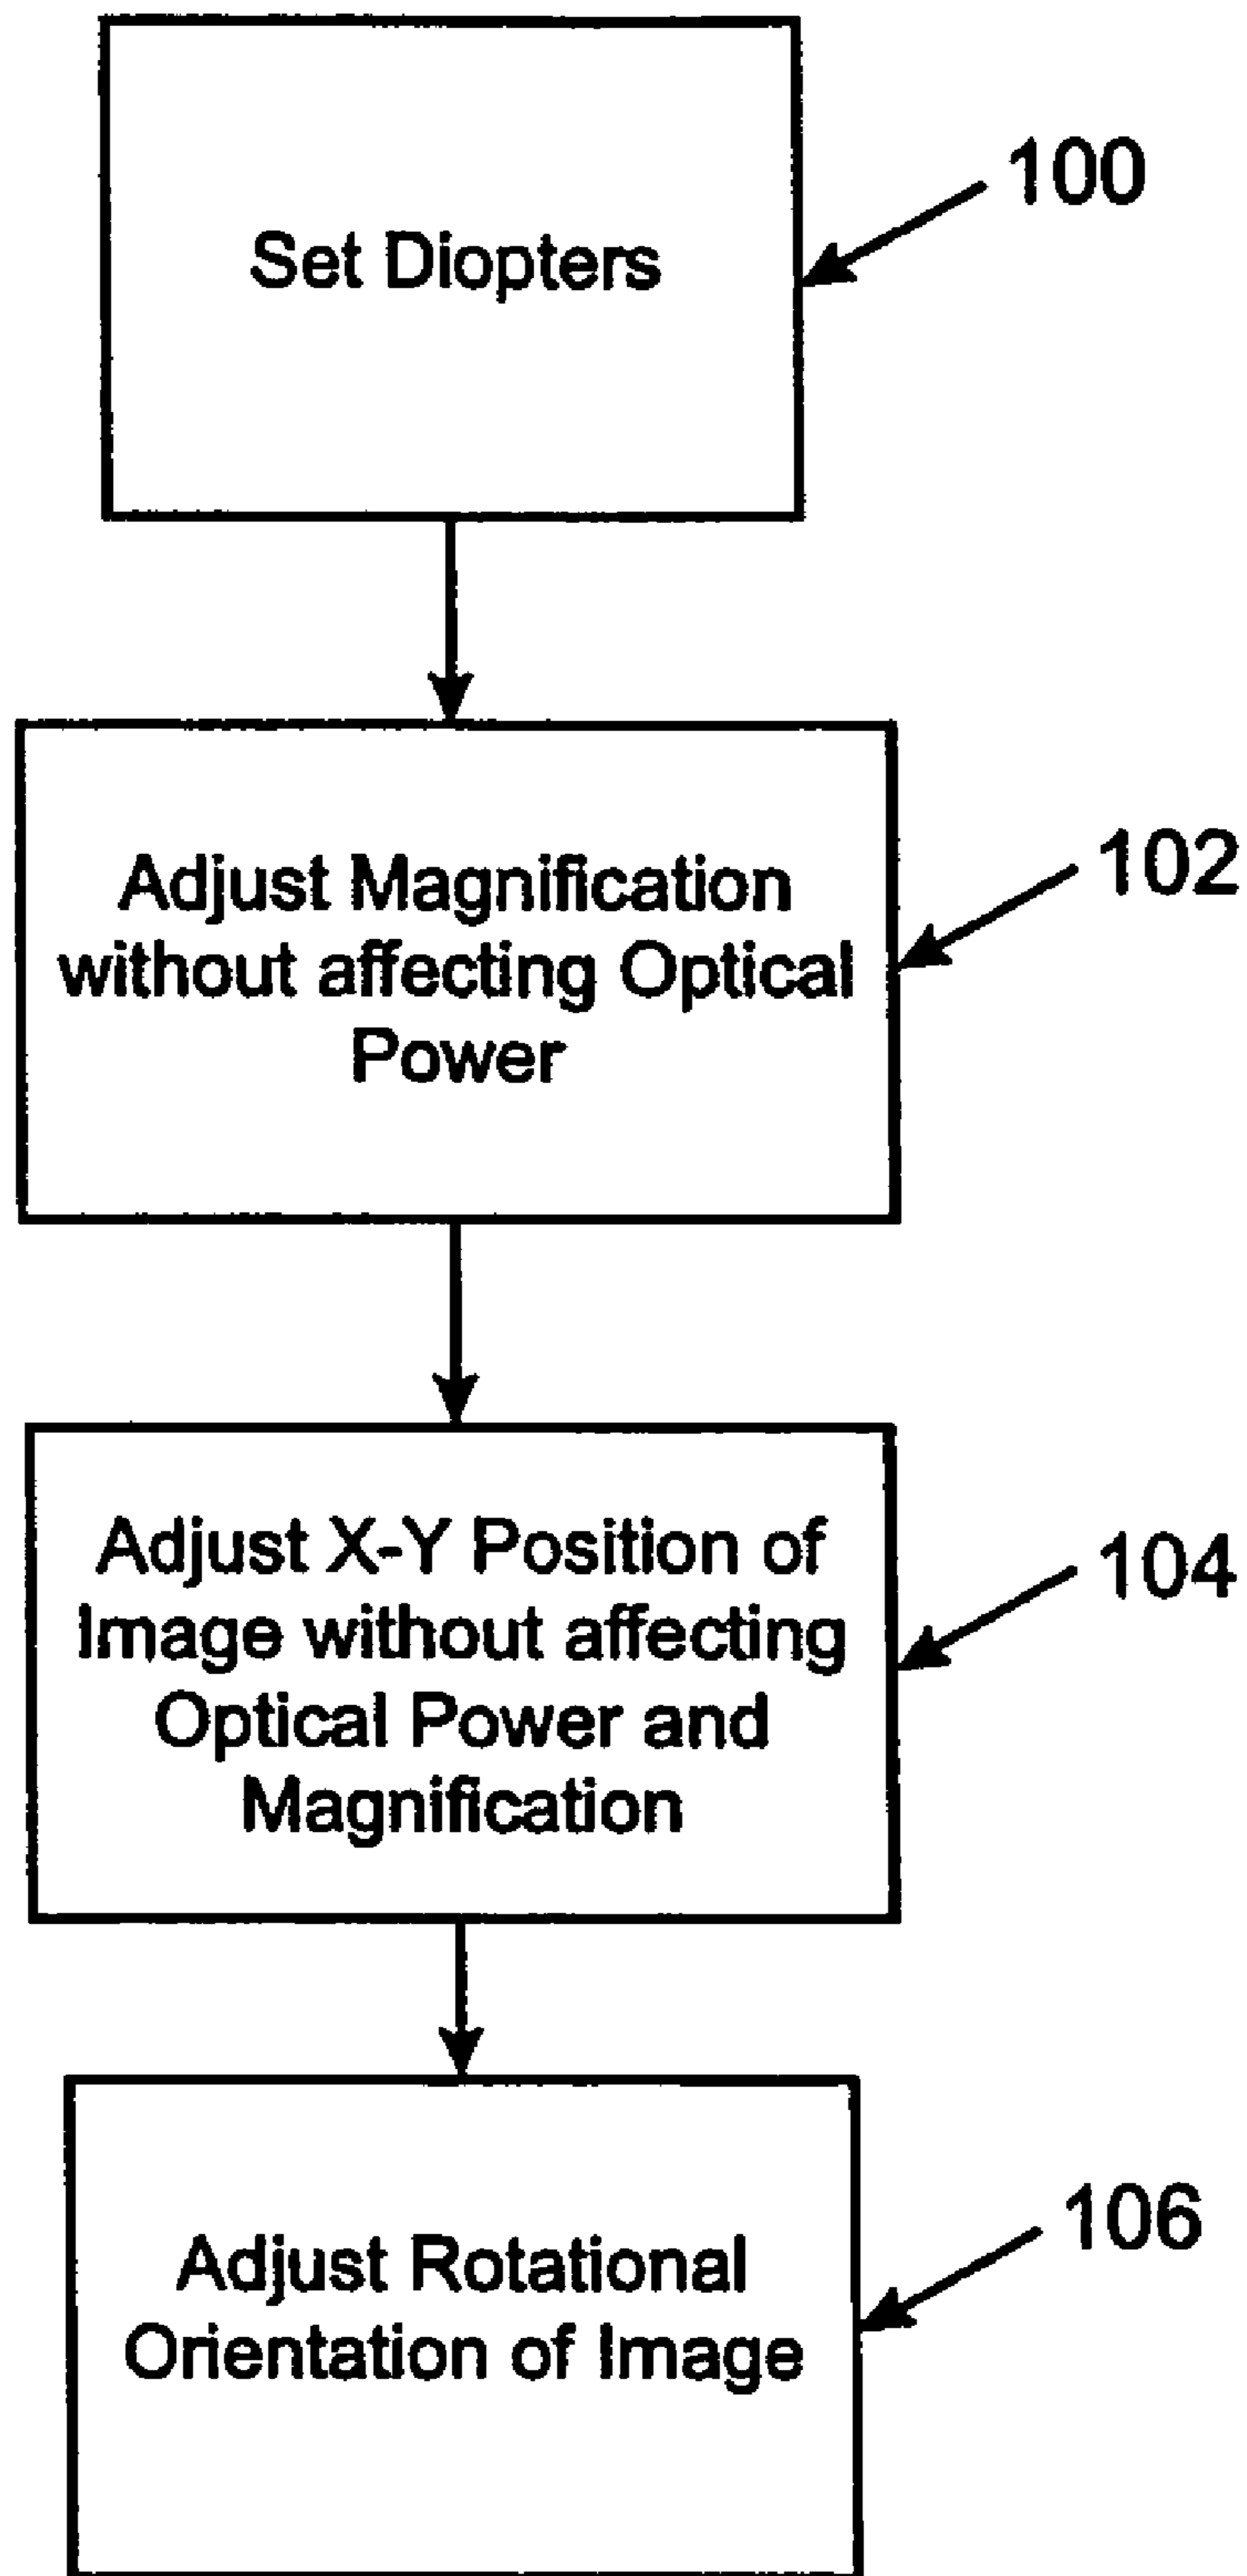 Set Diopters
100
Adjust Magnification
without affecting Optical
Power
102
Adjust X-Y Position of
Image without affecting
Optical Power and
Magnification
104
Adjust Rotational
Orientation of Image
106